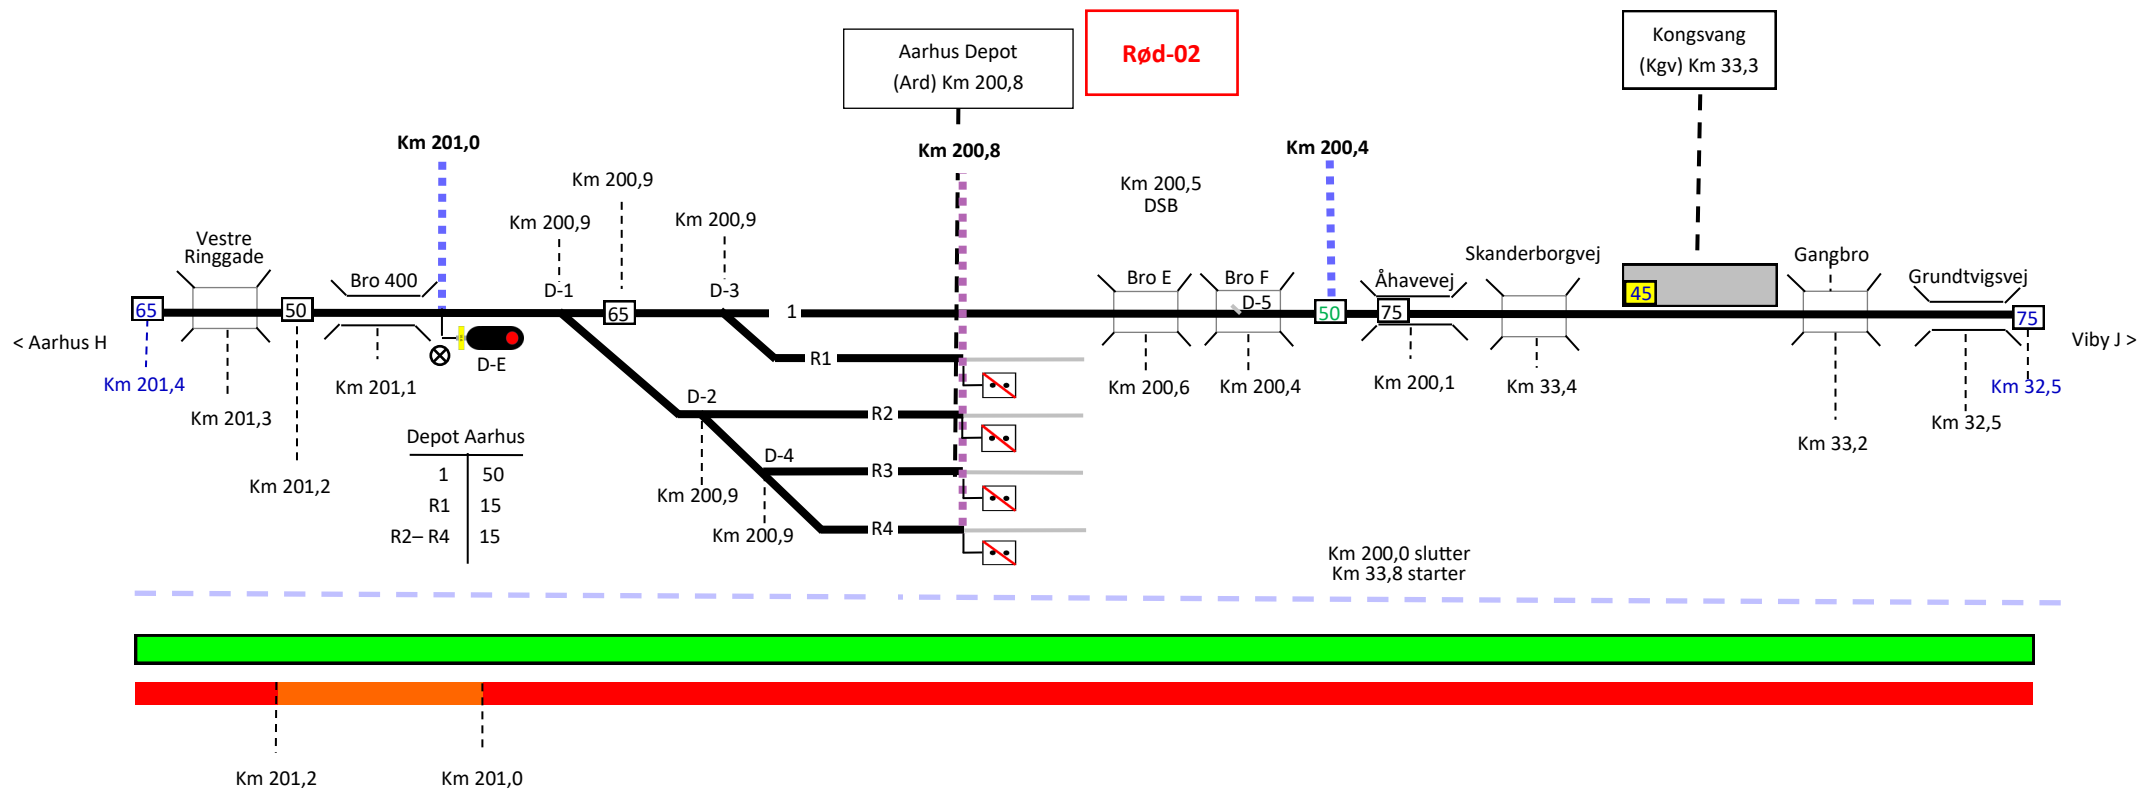 Aarhus Depot
(Ard) Km 200,8
Rød-02
Kongsvang
(Kgv) Km 33,3
Km 201,0
Km 200,8
Km 200,4
Km 200,9
Km 200,9
Km 200,9
Km 200,5
DSB
Vestre
Ringgade
Bro 400
D-1
D-3
Bro E
Bro F
D-5
Åhavevej
Skanderborgvej
Gangbro
Grundtvigsvej
65
50
65
1
50
75
45
75
< Aarhus H
D-E
R1
Viby J >
Km 201,4
Km 201,3
Km 201,1
Km 200,6
Km 200,4
Km 200,1
Km 33,4
Km 32,5
D-2
R2
Km 32,5
Km 33,2
Depot Aarhus
1 50
R1 15
R2– R4 15
D-4
R3
Km 201,2
Km 200,9
Km 200,9
R4
Km 200,0 slutter
Km 33,8 starter
Km 201,2
Km 201,0